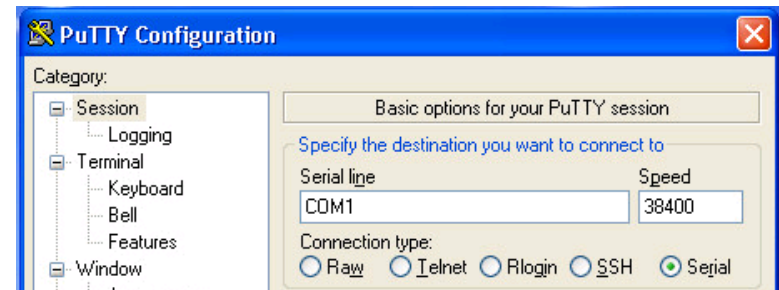 PuTTY Configuration
Category:
Session
Logging
Terminal
Keyboard
Bell
Features
Window
Basic options for your PuTTY session
Specify the destination you want to connect to
Serial line Speed
COM1 38400
Connection type:
Raw Telnet Rlogin SSH Serial